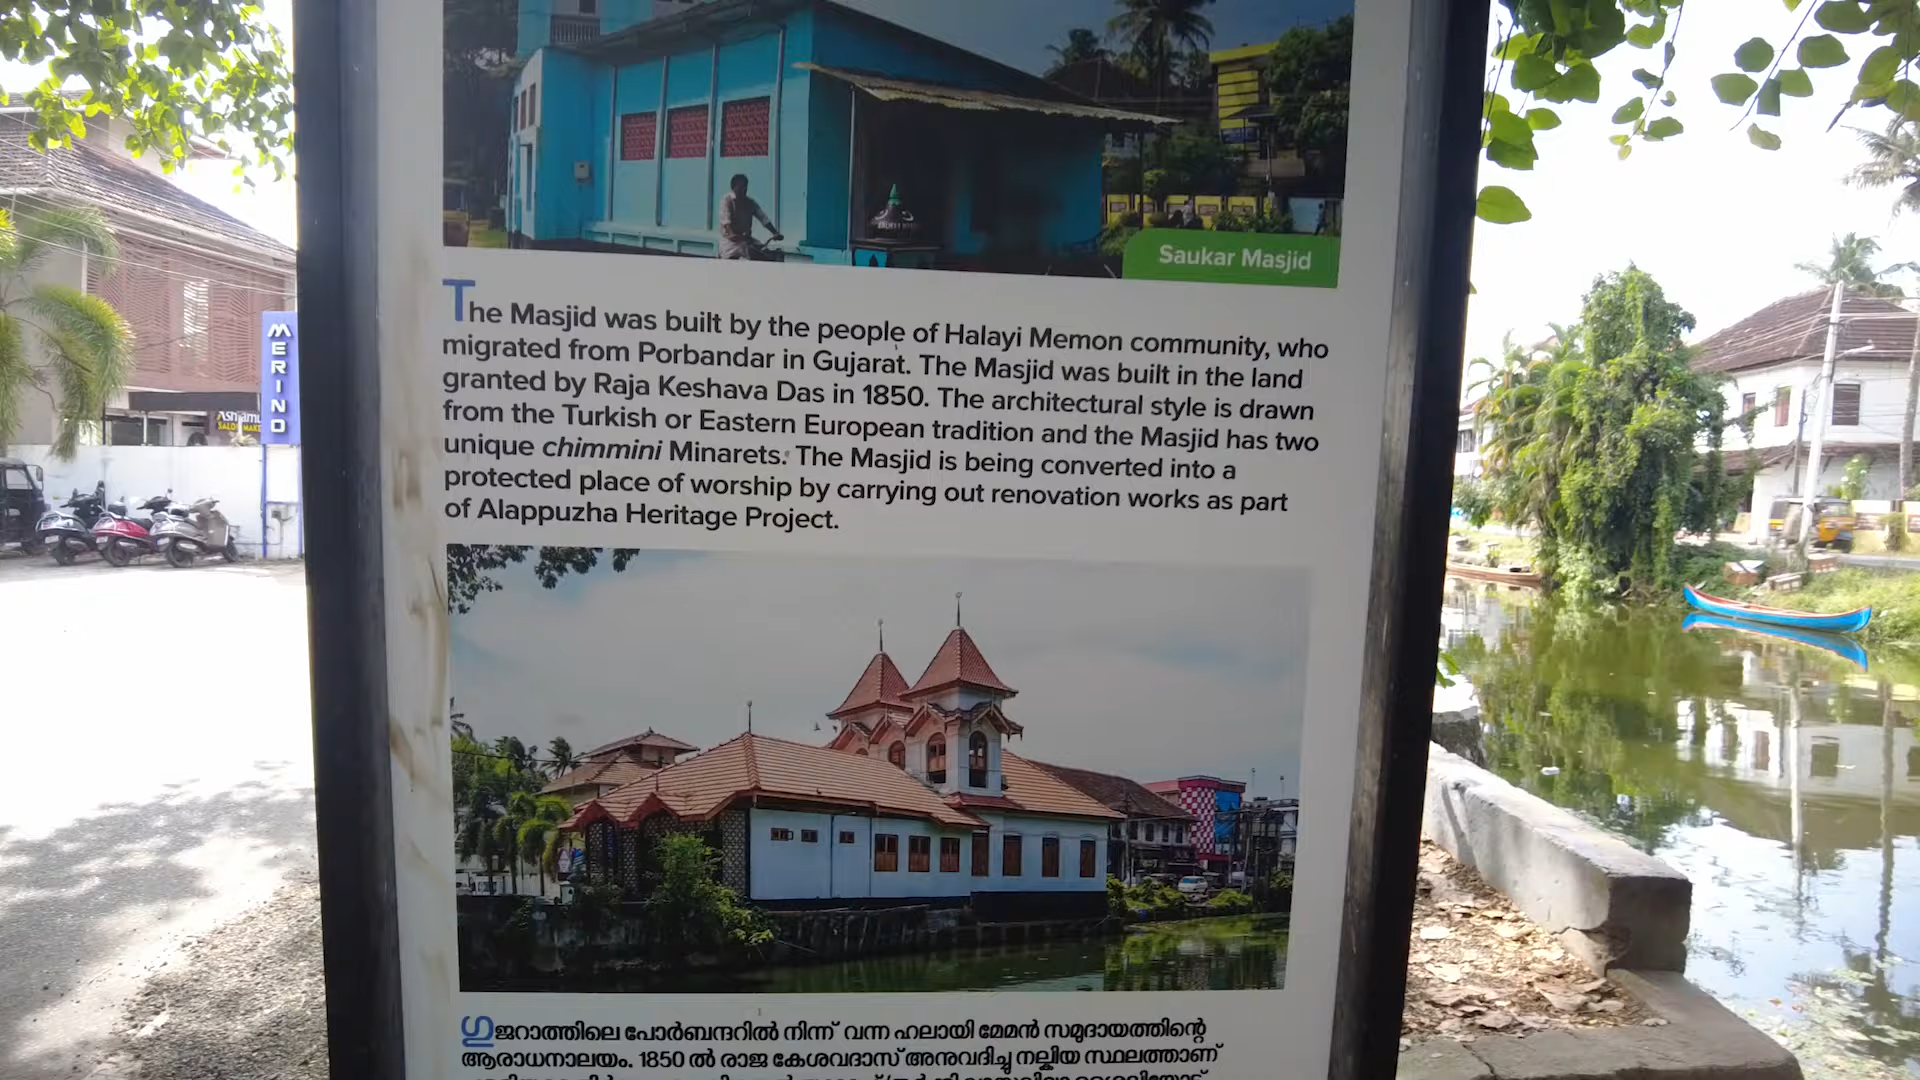 Saukar Masjid
The Masjid was built by the people of Halayi Memon community, who
migrated from Porbandar in Gujarat. The Masjid was built in the land
granted by Raja Keshava Das in 1850. The architectural style is drawn
from the Turkish or Eastern European tradition and the Masjid has two
unique chimmini Minarets. The Masjid is being converted into a
protected place of worship by carrying out renovation works as part
of Alappuzha Heritage Project.
ഗുജറാത്തിലെ പോർബന്ദറിൽ നിന്ന് വന്ന ഹലായി മേമൻ സമുദായത്തിന്റെ
ആരാധനാലയം. 1850 ൽ രാജ കേശവദാസ് അനുവദിച്ചു നല്കിയ സ്ഥലത്താണ്
MERINO